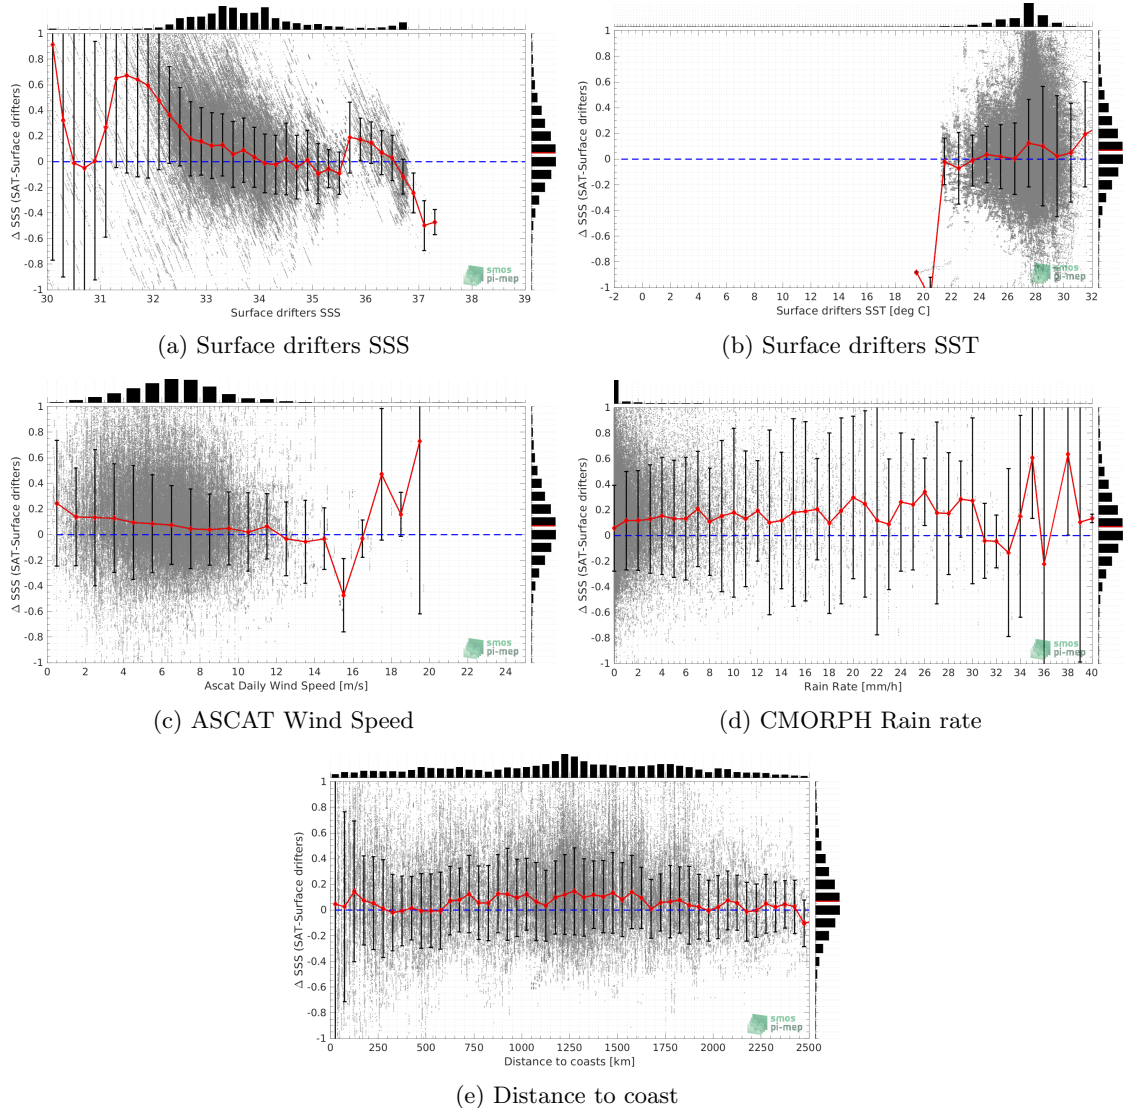 1
0.8
0.6
0.4
0.2
0
-0.2
-0.4
-0.6
-0.8
-1
Δ SSS (SAT-Surface drifters)
smos
pi-mep
30 31 32 33 34 35 36 37 38 39
Surface drifters SSS
(a) Surface drifters SSS
1
0.8
0.6
0.4
0.2
0
-0.2
-0.4
-0.6
-0.8
-1
Δ SSS (SAT-Surface drifters)
smos
pi-mep
-2 0 2 4 6 8 10 12 14 16 18 20 22 24 26 28 30 32
Surface drifters SST [deg C]
(b) Surface drifters SST
1
0.8
0.6
0.4
0.2
0
-0.2
-0.4
-0.6
-0.8
-1
Δ SSS (SAT-Surface drifters)
smos
pi-mep
0 2 4 6 8 10 12 14 16 18 20 22 24
Ascat Daily Wind Speed [m/s]
(c) ASCAT Wind Speed
1
0.8
0.6
0.4
0.2
0
-0.2
-0.4
-0.6
-0.8
-1
Δ SSS (SAT-Surface drifters)
smos
pi-mep
0 2 4 6 8 10 12 14 16 18 20 22 24 26 28 30 32 34 36 38 40
Rain Rate [mm/h]
(d) CMORPH Rain rate
1
0.8
0.6
0.4
0.2
0
-0.2
-0.4
-0.6
-0.8
-1
Δ SSS (SAT-Surface drifters)
smos
pi-mep
0 250 500 750 1000 1250 1500 1750 2000 2250 2500
Distance to coasts [km]
(e) Distance to coast